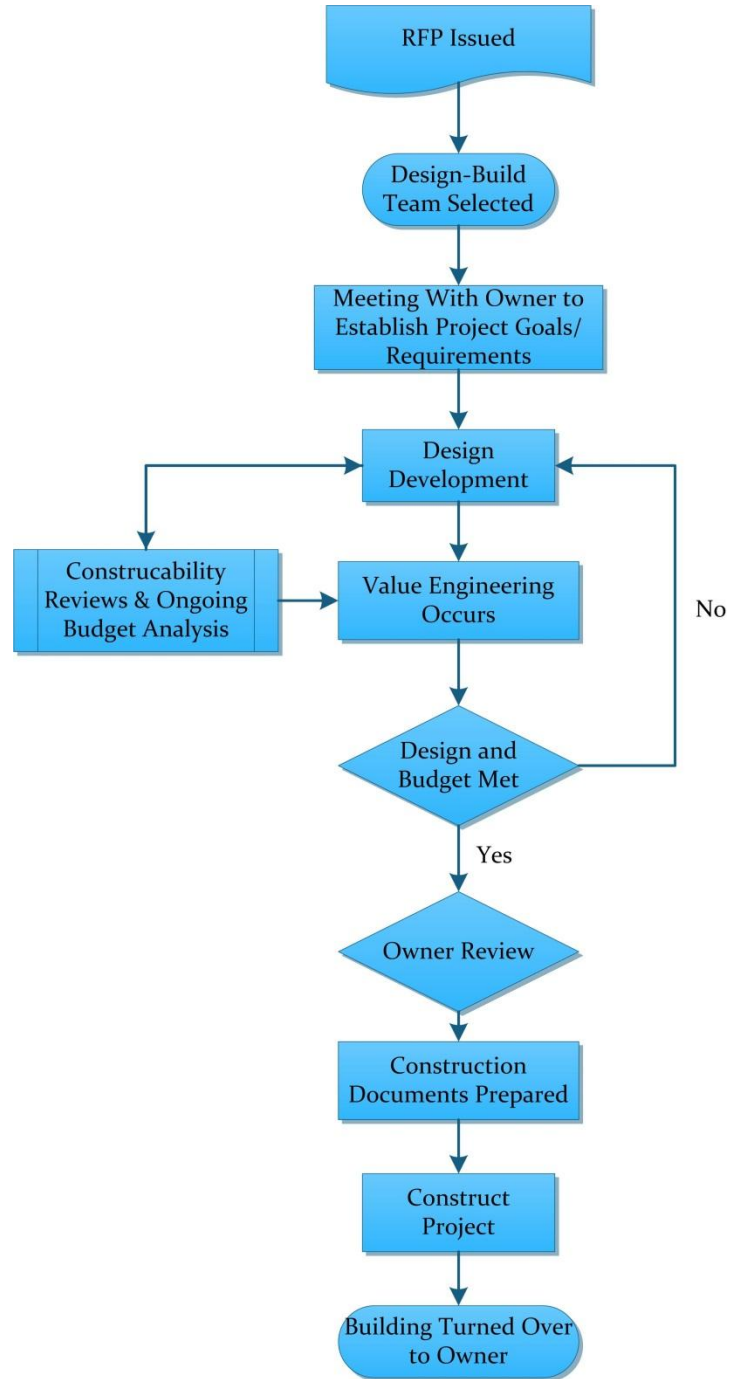 RFP Issued
Design-Build
Team Selected
Meeting With Owner to
Establish Project Goals/
Requirements
Design
Development
Construcability
Reviews & Ongoing
Budget Analysis
Value Engineering
Occurs
No
Design and
Budget Met
Yes
Owner Review
Construction
Documents Prepared
Construct
Project
Building Turned Over
to Owner